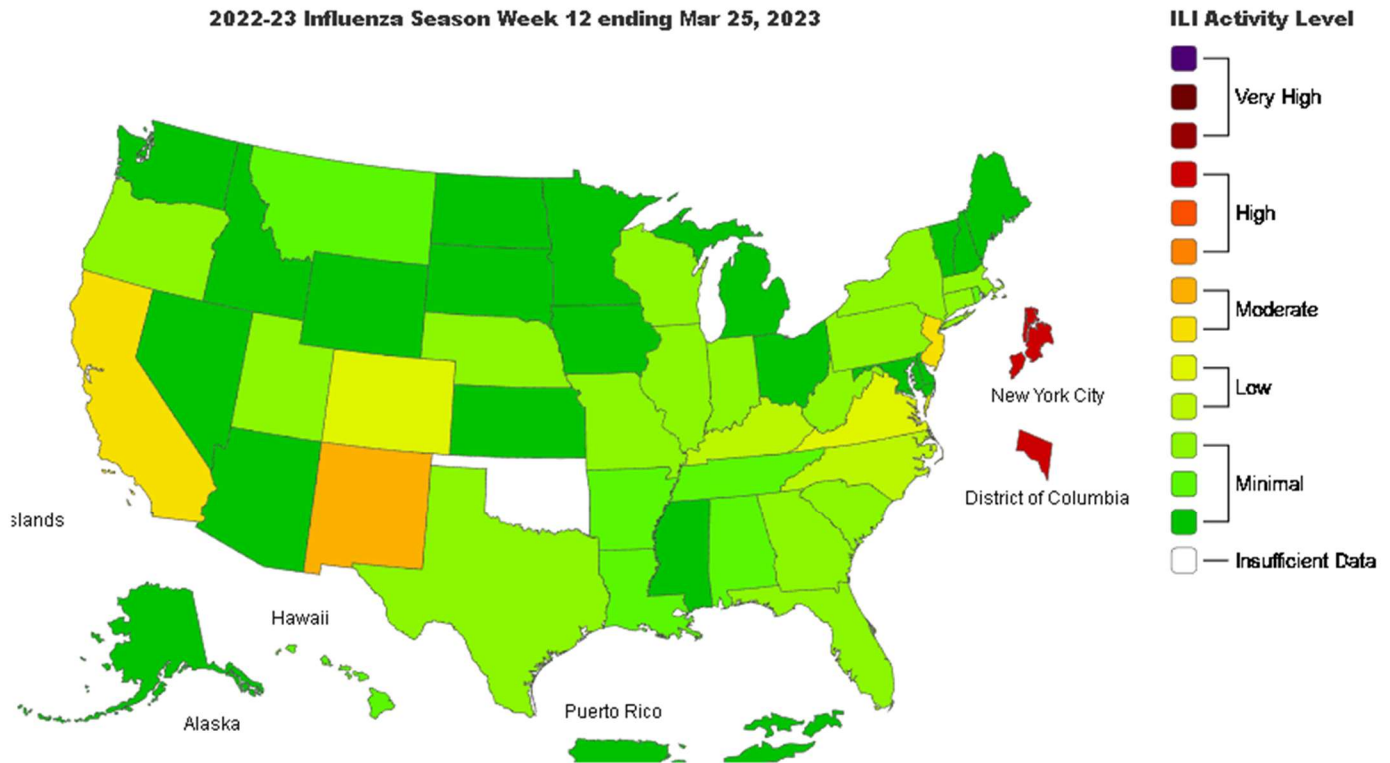 2022-23 Influenza Season Week 12 ending Mar 25, 2023
ILI Activity Level
Very High
High
Moderate
Low
Minimal
Insufficient Data
New York City
District of Columbia
slands
Hawaii
Alaska
Puerto Rico